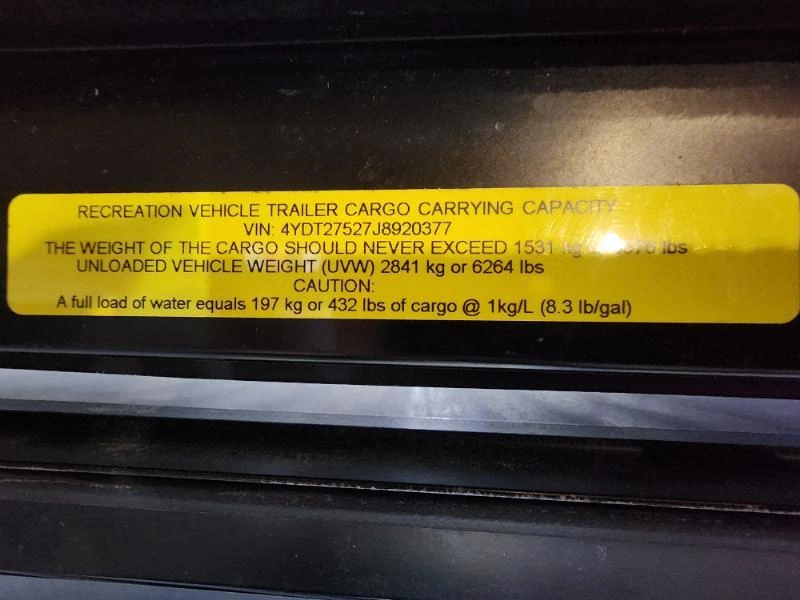 RECREATION VEHICLE TRAILER CARGO CARRYING CAPACITY
VIN: 4YDT27527J8920377
THE WEIGHT OF THE CARGO SHOULD NEVER EXCEED 1531 kg lbs
UNLOADED VEHICLE WEIGHT (UVW) 2841 kg or 6264 lbs
CAUTION:
A full load of water equals 197 kg or 432 lbs of cargo @ 1kg/L (8.3 lb/gal)